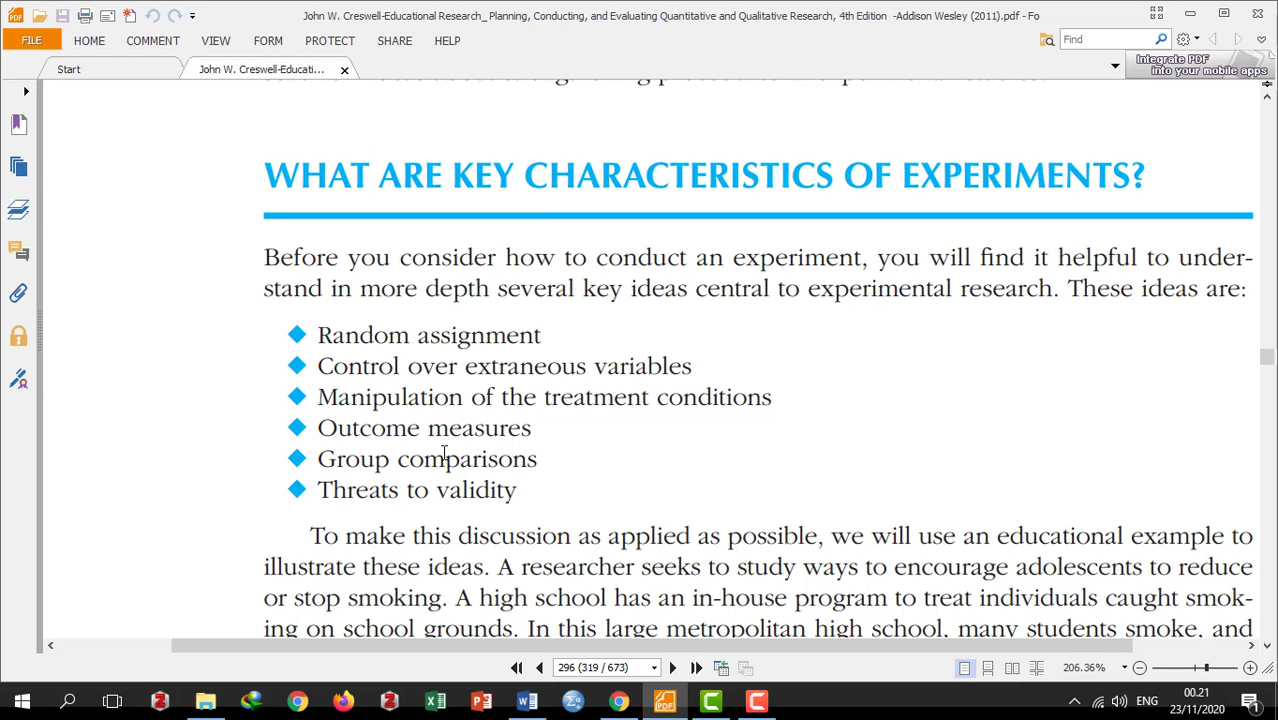 John W. Creswell-Educational Research_ Planning, Conducting, and Evaluating Quantitative and Qualitative Research, 4th Edition -Addison Wesley (2011).pdf - Fo
FILE HOME COMMENT VIEW FORM PROTECT SHARE HELP Find
Start John W. Creswell-Educati... Integrate PDF
into your mobile apps
WHAT ARE KEY CHARACTERISTICS OF EXPERIMENTS?
Before you consider how to conduct an experiment, you will find it helpful to under-
stand in more depth several key ideas central to experimental research. These ideas are:
Random assignment
Control over extraneous variables
Manipulation of the treatment conditions
Outcome measures
Group comparisons
Threats to validity
To make this discussion as applied as possible, we will use an educational example to
illustrate these ideas. A researcher seeks to study ways to encourage adolescents to reduce
or stop smoking. A high school has an in-house program to treat individuals caught smok-
ing on school grounds. In this large metropolitan high school, many students smoke, and
296 (319 / 673) 206.36%
ENG 00.21
23/11/2020